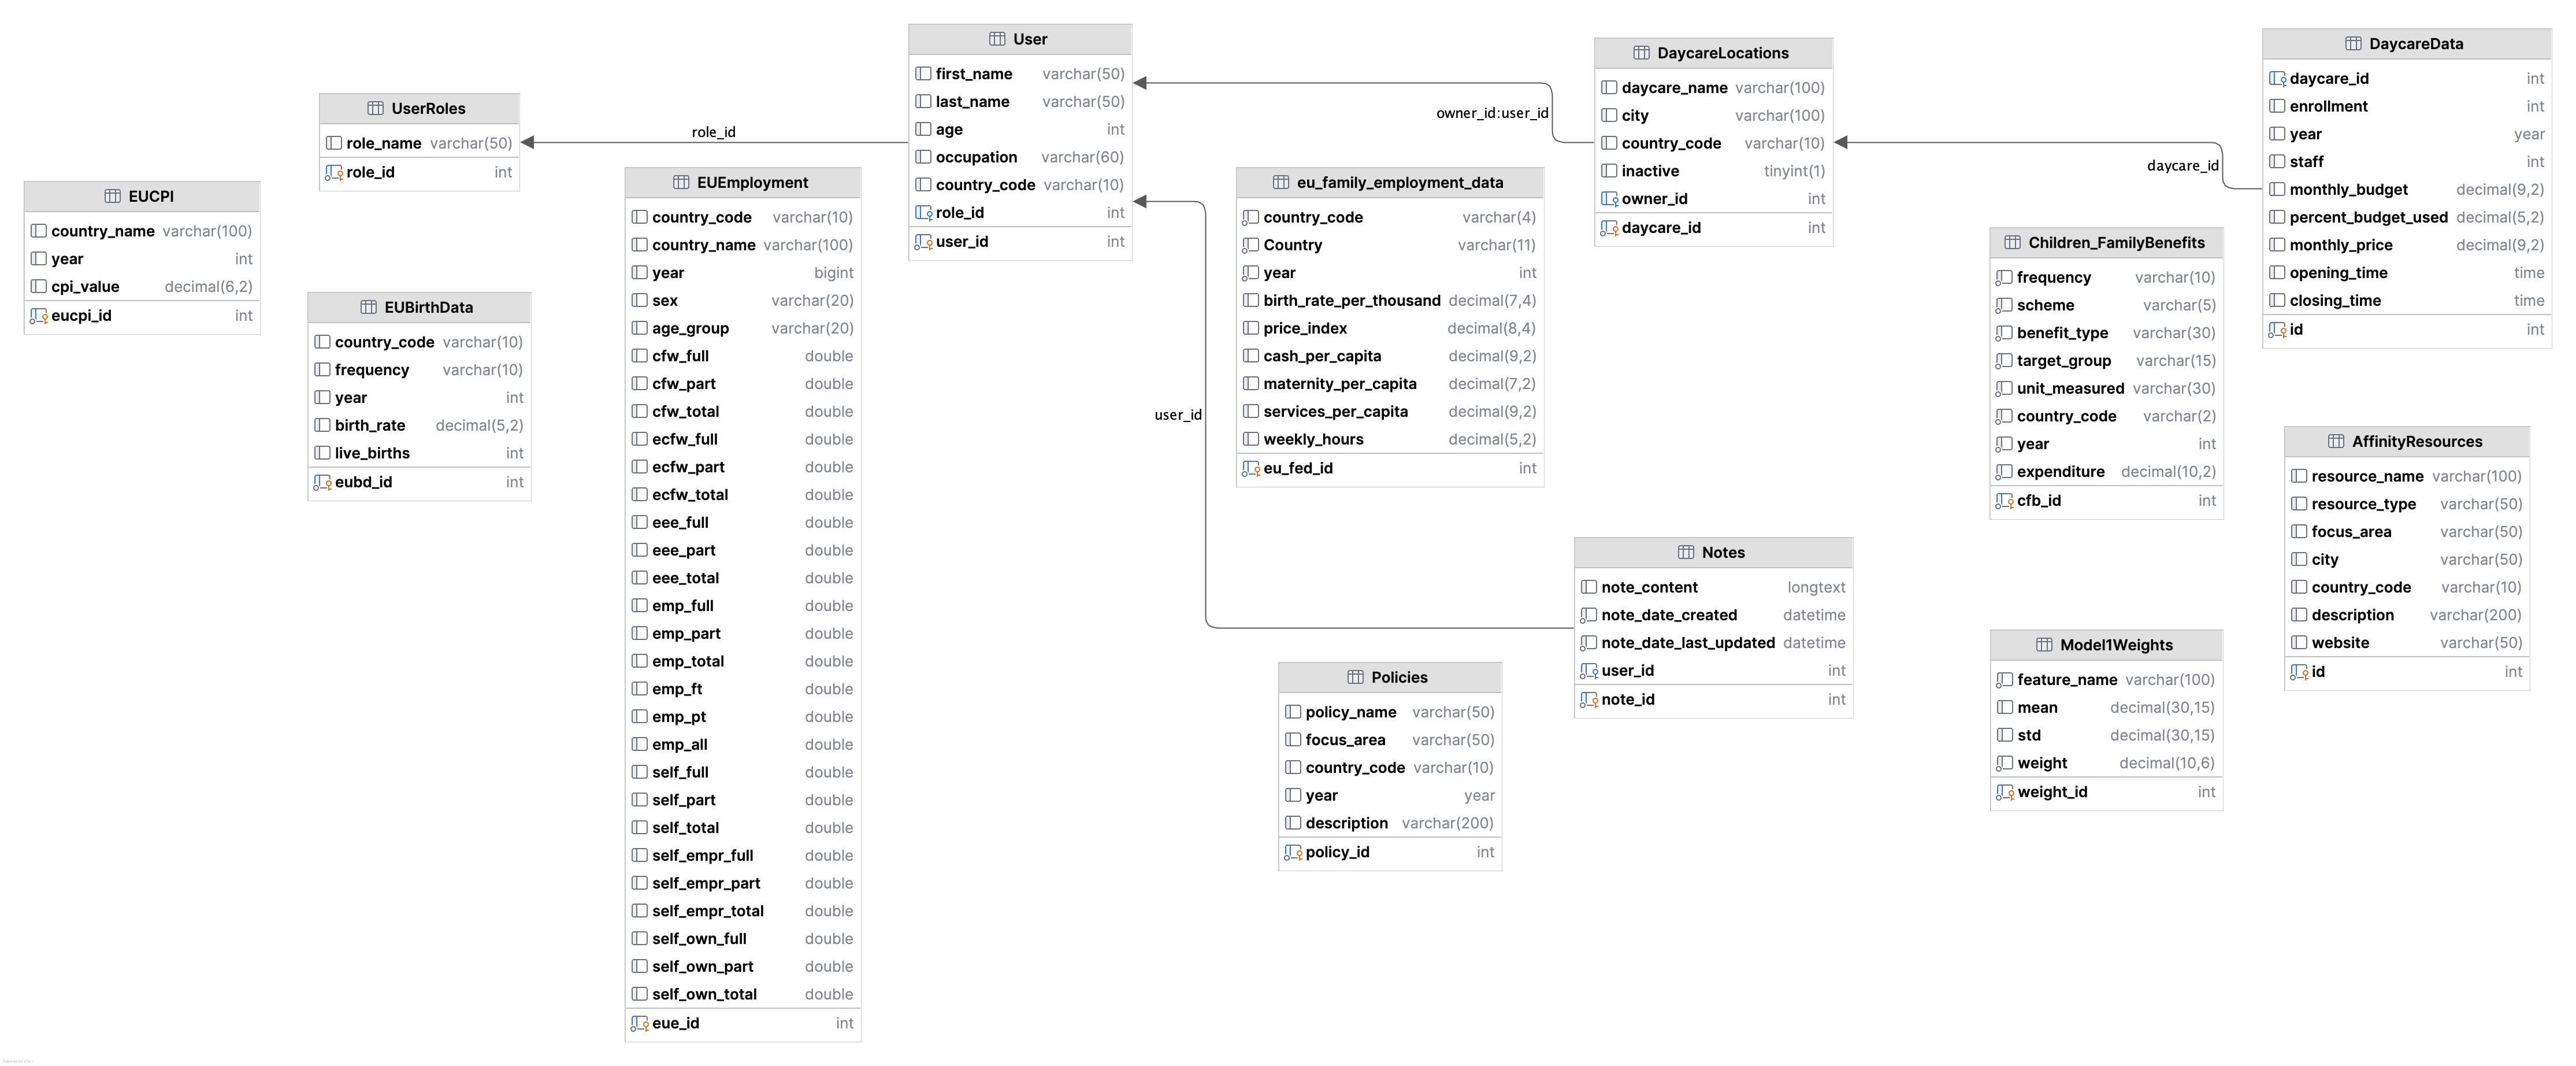 User
first_name varchar(50)
last_name varchar(50)
age int
occupation varchar(60)
country_code varchar(10)
role_id int
user_id int
DaycareLocations
daycare_name varchar(100)
city varchar(100)
country_code varchar(10)
inactive tinyint(1)
owner_id int
daycare_id int
DaycareData
daycare_id int
enrollment int
year year
staff int
monthly_budget decimal(9,2)
percent_budget_used decimal(5,2)
monthly_price decimal(9,2)
opening_time time
closing_time time
id int
UserRoles
role_name varchar(50)
role_id int
role_id
owner_id:user_id
daycare_id
user_id
EUCPI
country_name varchar(100)
year int
cpi_value decimal(6,2)
eucpi_id int
EUBirthData
country_code varchar(10)
frequency varchar(10)
year int
birth_rate decimal(5,2)
live_births int
eubd_id int
EUEmployment
country_code varchar(10)
country_name varchar(100)
year bigint
sex varchar(20)
age_group varchar(20)
cfw_full double
cfw_part double
cfw_total double
ecfw_full double
ecfw_part double
ecfw_total double
eee_full double
eee_part double
eee_total double
emp_full double
emp_part double
emp_total double
emp_ft double
emp_pt double
emp_all double
self_full double
self_part double
self_total double
self_empr_full double
self_empr_part double
self_empr_total double
self_own_full double
self_own_part double
self_own_total double
eue_id int
eu_family_employment_data
country_code varchar(4)
Country varchar(11)
year int
birth_rate_per_thousand decimal(7,4)
price_index decimal(8,4)
cash_per_capita decimal(9,2)
maternity_per_capita decimal(7,2)
services_per_capita decimal(9,2)
weekly_hours decimal(5,2)
eu_fed_id int
Children_FamilyBenefits
frequency varchar(10)
scheme varchar(5)
benefit_type varchar(30)
target_group varchar(15)
unit_measured varchar(30)
country_code varchar(2)
year int
expenditure decimal(10,2)
cfb_id int
AffinityResources
resource_name varchar(100)
resource_type varchar(50)
focus_area varchar(50)
city varchar(50)
country_code varchar(10)
description varchar(200)
website varchar(50)
id int
Notes
note_content longtext
note_date_created datetime
note_date_last_updated datetime
user_id int
note_id int
Policies
policy_name varchar(50)
focus_area varchar(50)
country_code varchar(10)
year year
description varchar(200)
policy_id int
Model1Weights
feature_name varchar(100)
mean decimal(30,15)
std decimal(30,15)
weight decimal(10,6)
weight_id int